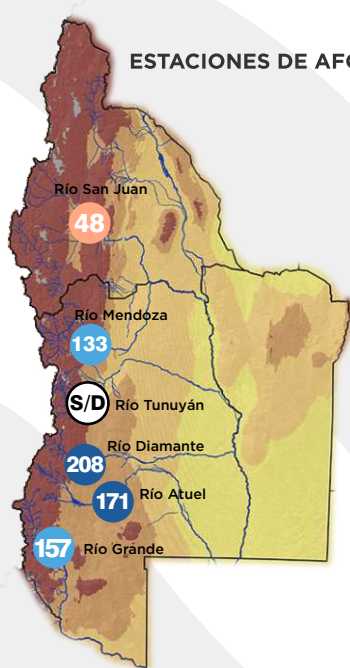 ESTACIONES DE AFO
Río San Juan
48
Río Mendoza
133
S/D Río Tunuyán
Río Diamante
208
171 Río Atuel
157 Río Grande